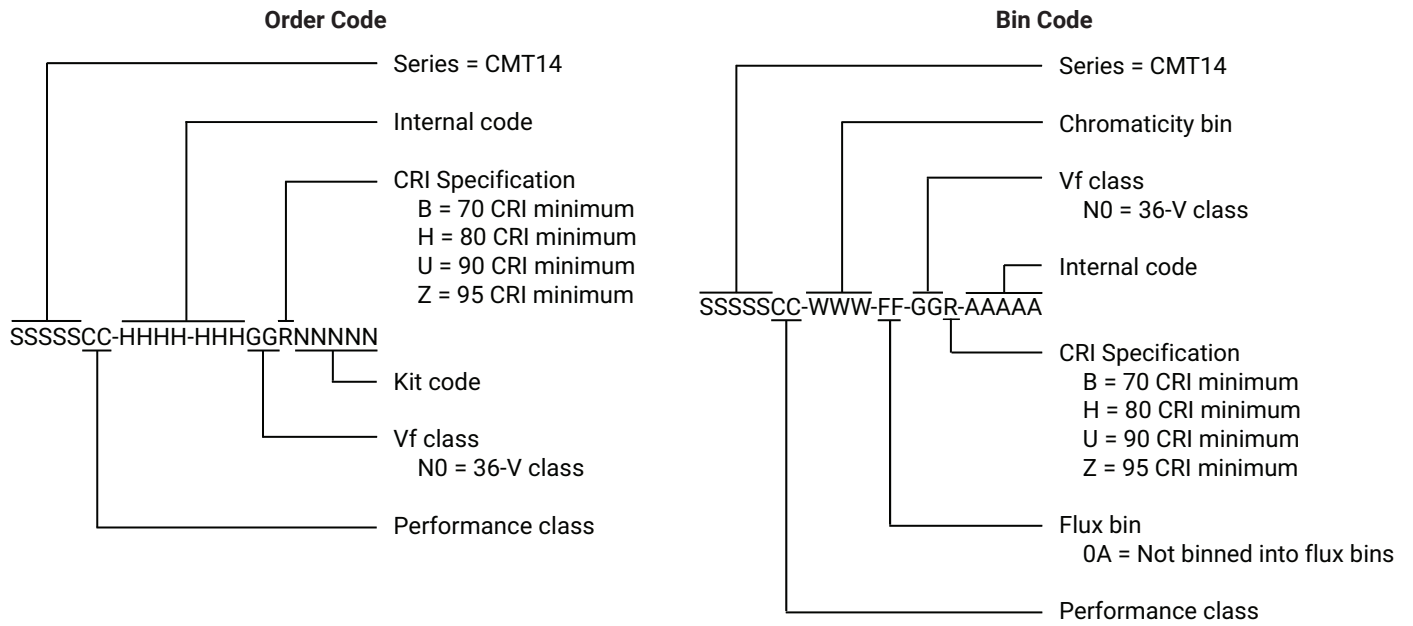 Order Code
Series = CMT14
Internal code
CRI Specification
B = 70 CRI minimum
H = 80 CRI minimum
U = 90 CRI minimum
Z = 95 CRI minimum
SSSSSCC-HHHH-HHHGGRNNNNN
Kit code
Vf class
N0 = 36-V class
Performance class
Bin Code
Series = CMT14
Chromaticity bin
Vf class
N0 = 36-V class
Internal code
SSSSSCC-WWW-FF-GGR-AAAAA
CRI Specification
B = 70 CRI minimum
H = 80 CRI minimum
U = 90 CRI minimum
Z = 95 CRI minimum
Flux bin
0A = Not binned into flux bins
Performance class